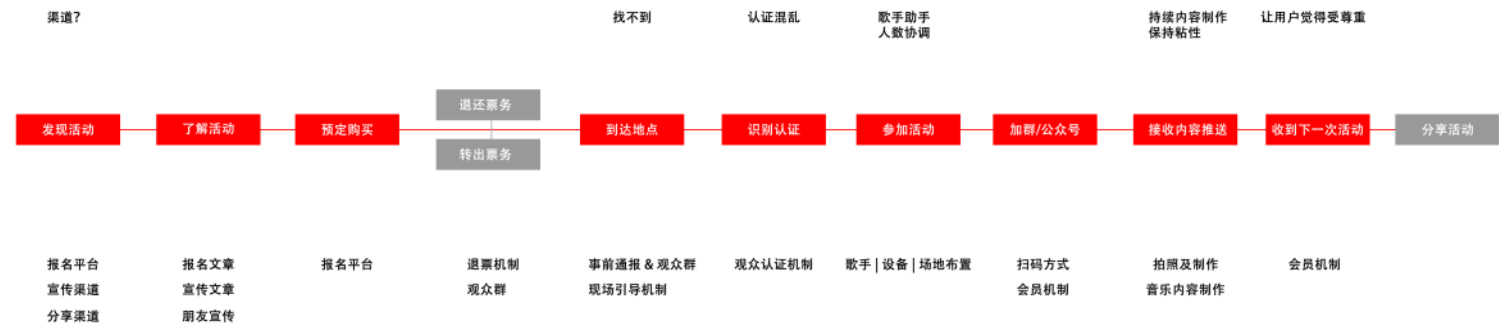 渠道?
找不到
认证混乱
歌手助手
人数协调
持续内容制作
保持粘性
让用户觉得受尊重
发现活动
了解活动
预定购买
退还票务
转出票务
到达地点
识别认证
参加活动
加群/公众号
接收内容推送
收到下一次活动
分享活动
报名平台
宣传渠道
分享渠道
报名文章
宣传文章
朋友宣传
报名平台
退票机制
观众群
事前通报 & 观众群
现场引导机制
观众认证机制
歌手 | 设备 | 场地布置
扫码方式
会员机制
拍照及制作
音乐内容制作
会员机制